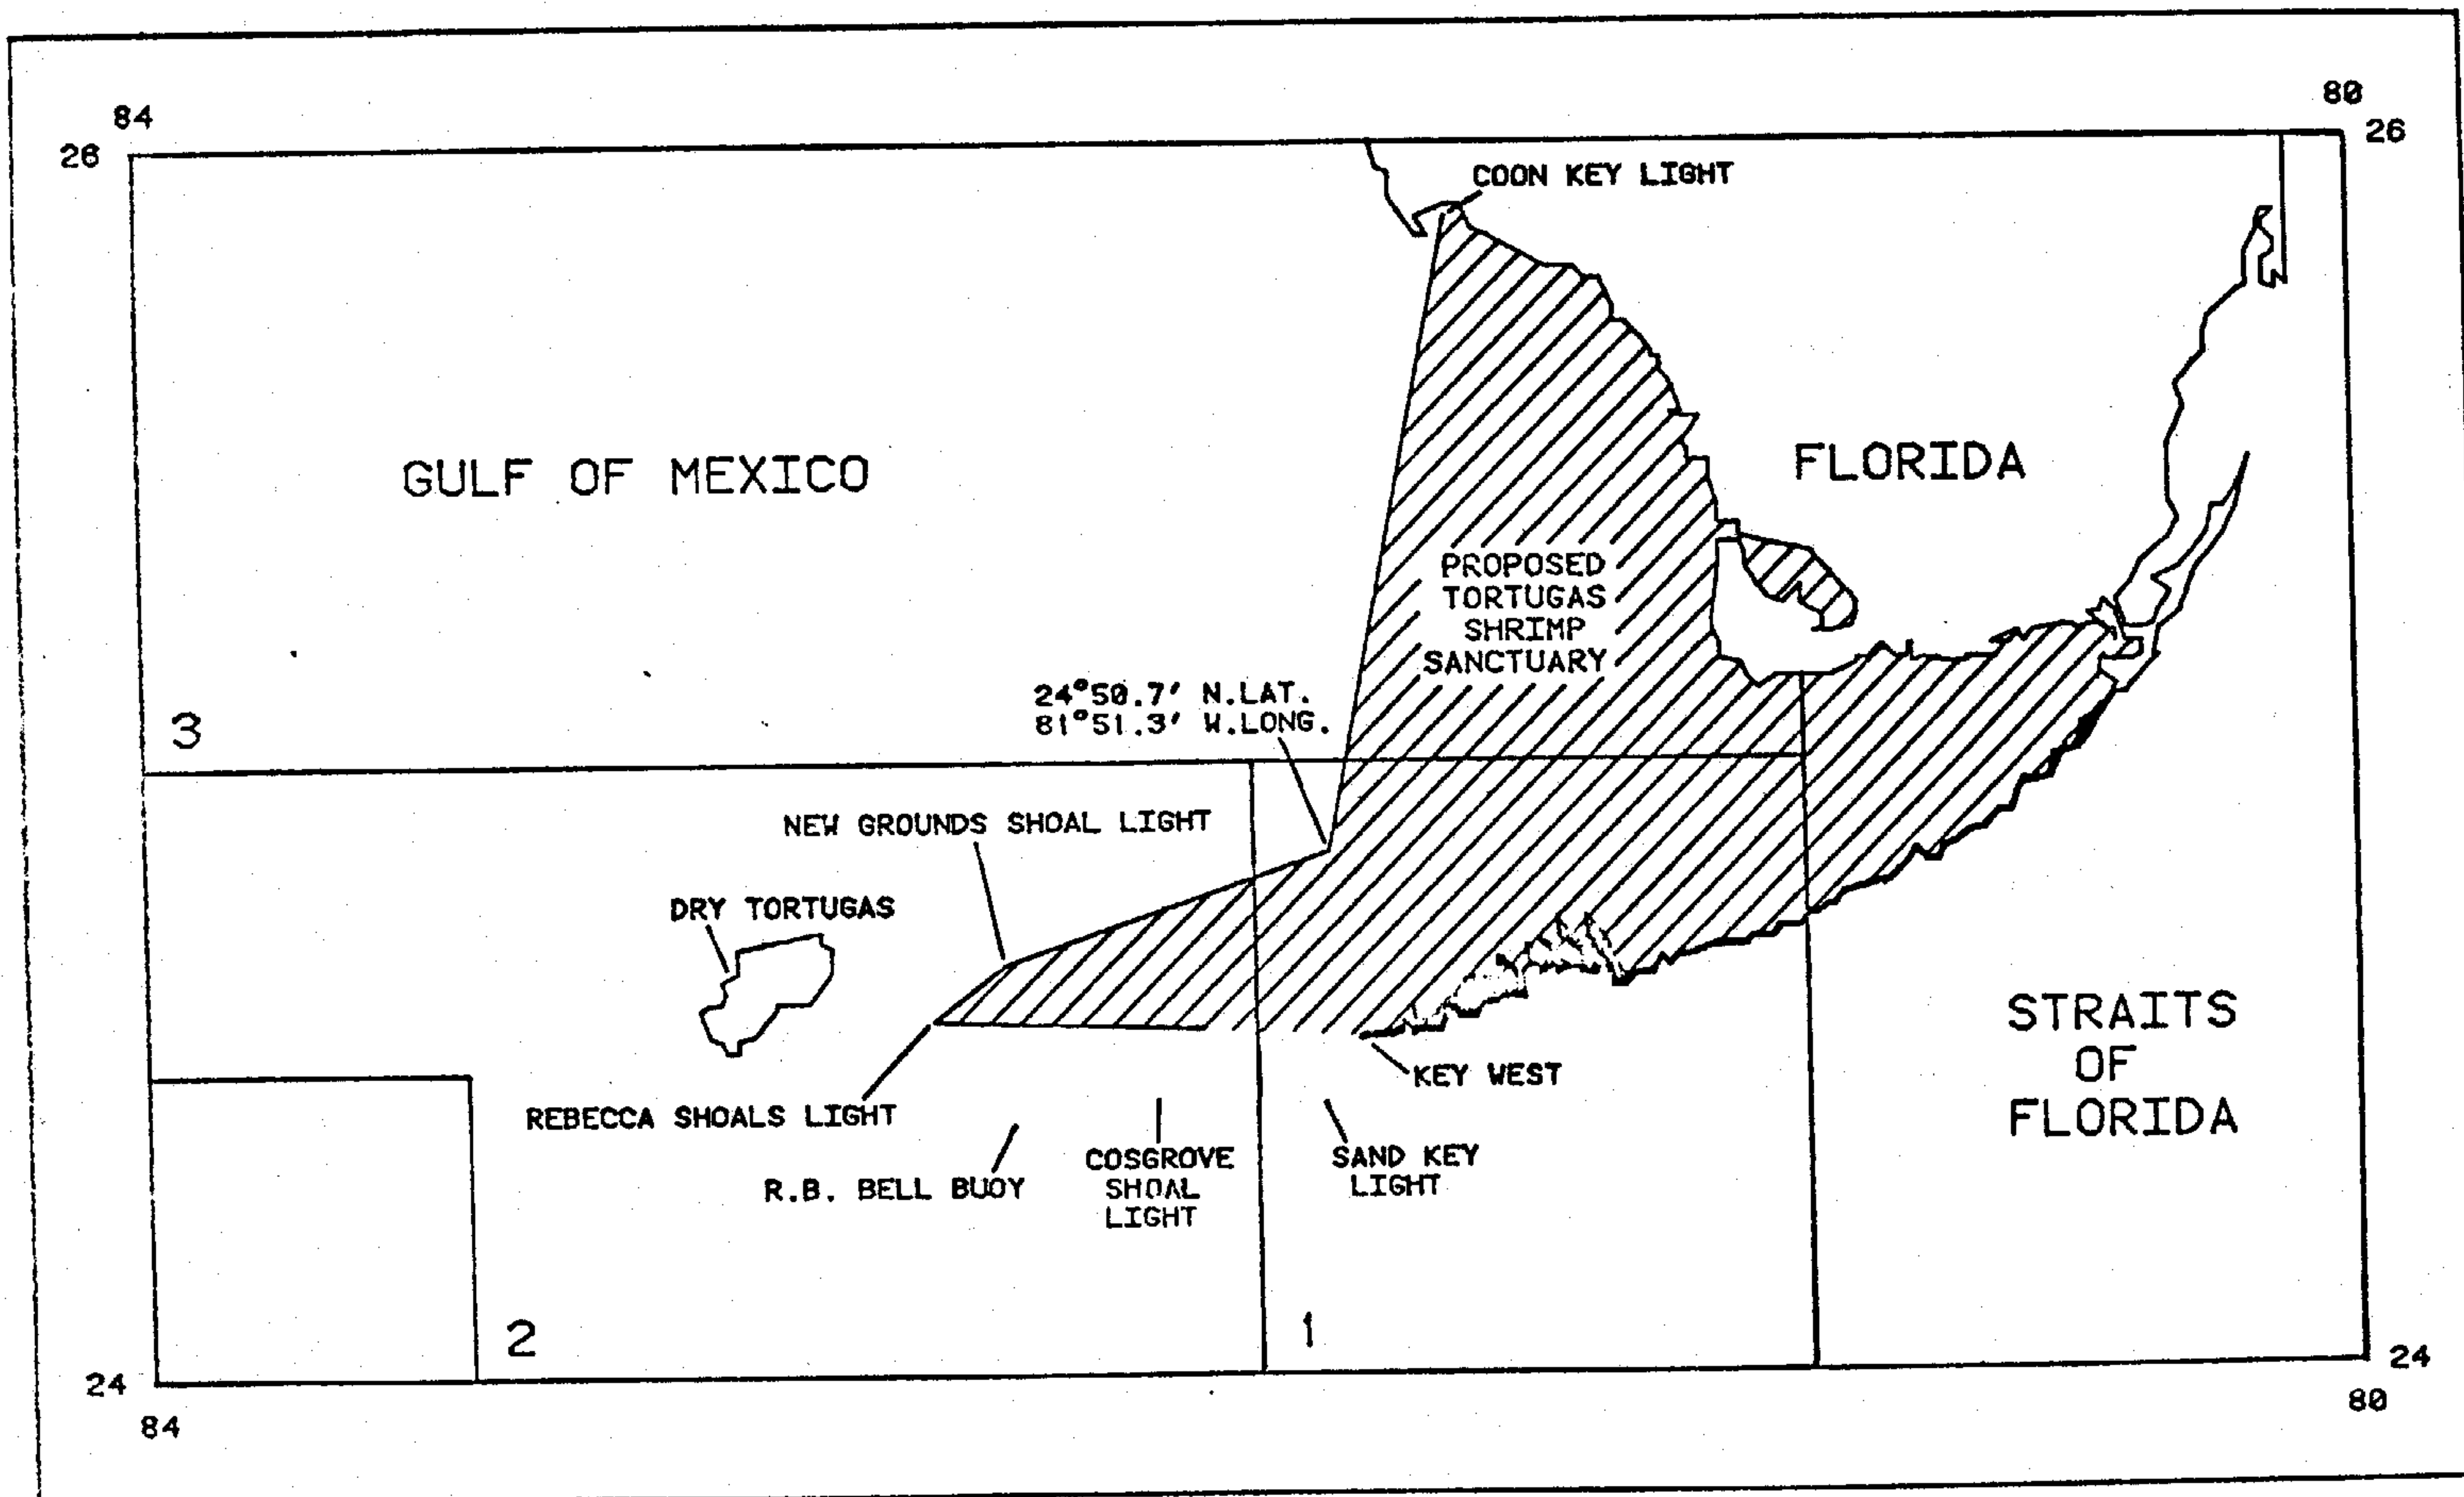 84
80
26
26
COON KEY LIGHT
GULF OF MEXICO
FLORIDA
PROPOSED
TORTUGAS
SHRIMP
SANCTUARY
24°50.7' N.LAT.
81°51.3' W.LONG.
3
NEW GROUNDS SHOAL LIGHT
DRY TORTUGAS
STRAITS
OF
FLORIDA
KEY WEST
REBECCA SHOALS LIGHT
R.B. BELL BUOY
COSGROVE
SHOAL
LIGHT
SAND KEY
LIGHT
2
1
24
24
84
80